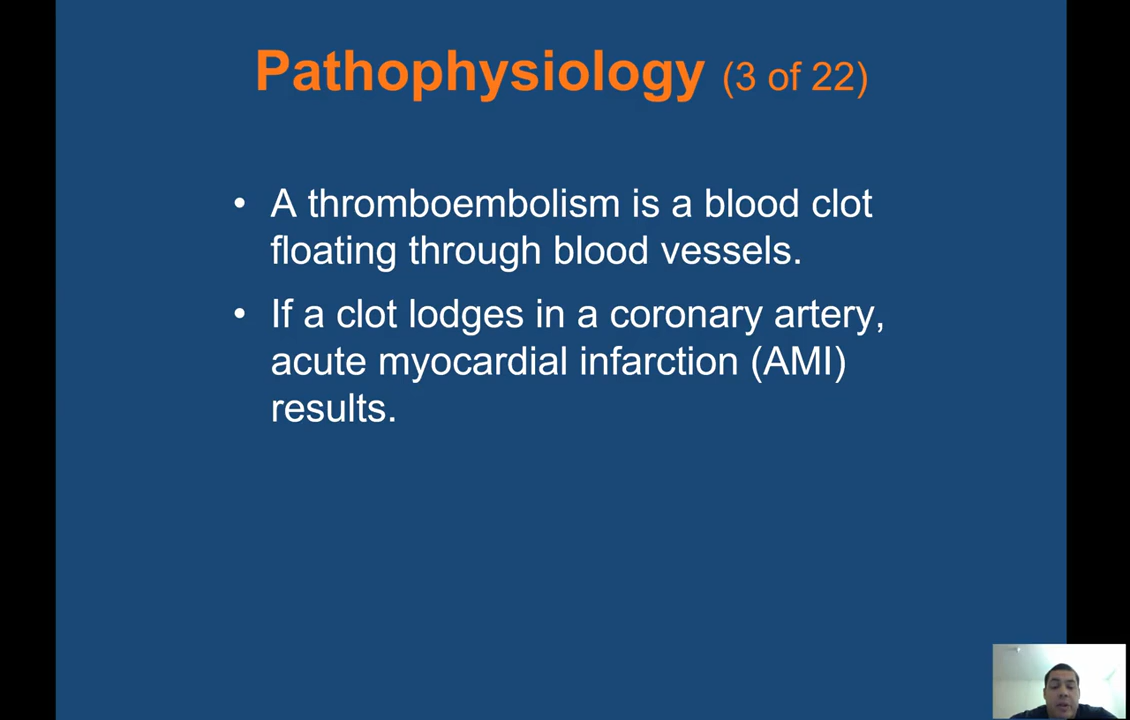 Pathophysiology (3 of 22)
• A thromboembolism is a blood clot
floating through blood vessels.
• If a clot lodges in a coronary artery,
acute myocardial infarction (AMI)
results.